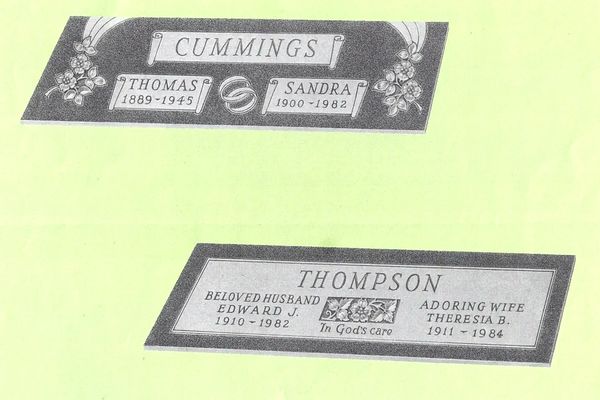 CUMMINGS
THOMAS
1889-1945
SANDRA
1900-1982
THOMPSON
BELOVED HUSBAND
EDWARD J.
1910 - 1982
In God's care
ADORING WIFE
THERESIA B.
1911 - 1984